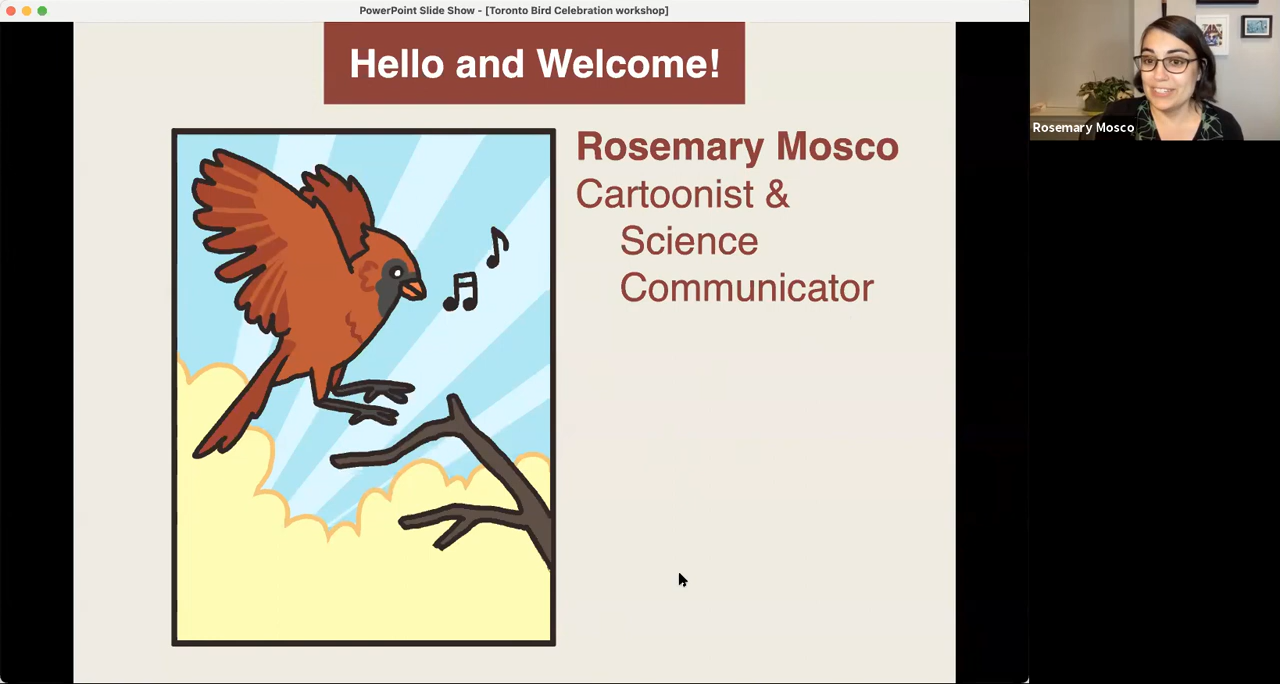 PowerPoint Slide Show - [Toronto Bird Celebration workshop]
Hello and Welcome!
Rosemary Mosco
Cartoonist &
Science
Communicator
Rosemary Mosco